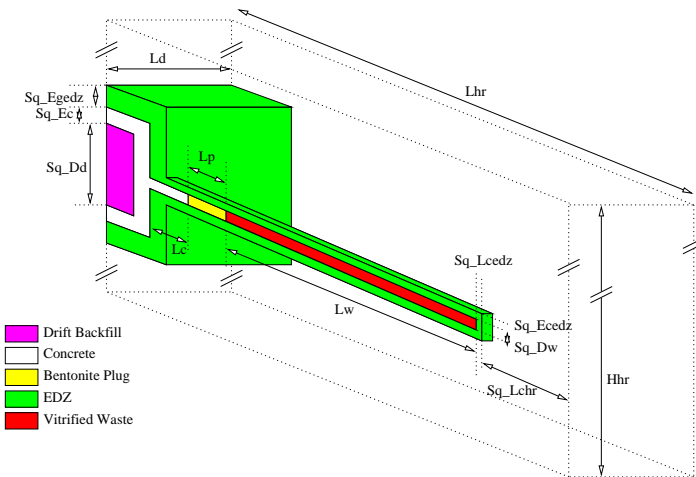 Ld
Lhr
Sq_Egedz
Sq_Ec
Sq_Dd
Lp
Lc
Sq_Lcedz
Lw
Sq_Ecedz
Sq_Dw
Sq_Lchr
Hhr
Drift Backfill
Concrete
Bentonite Plug
EDZ
Vitrified Waste